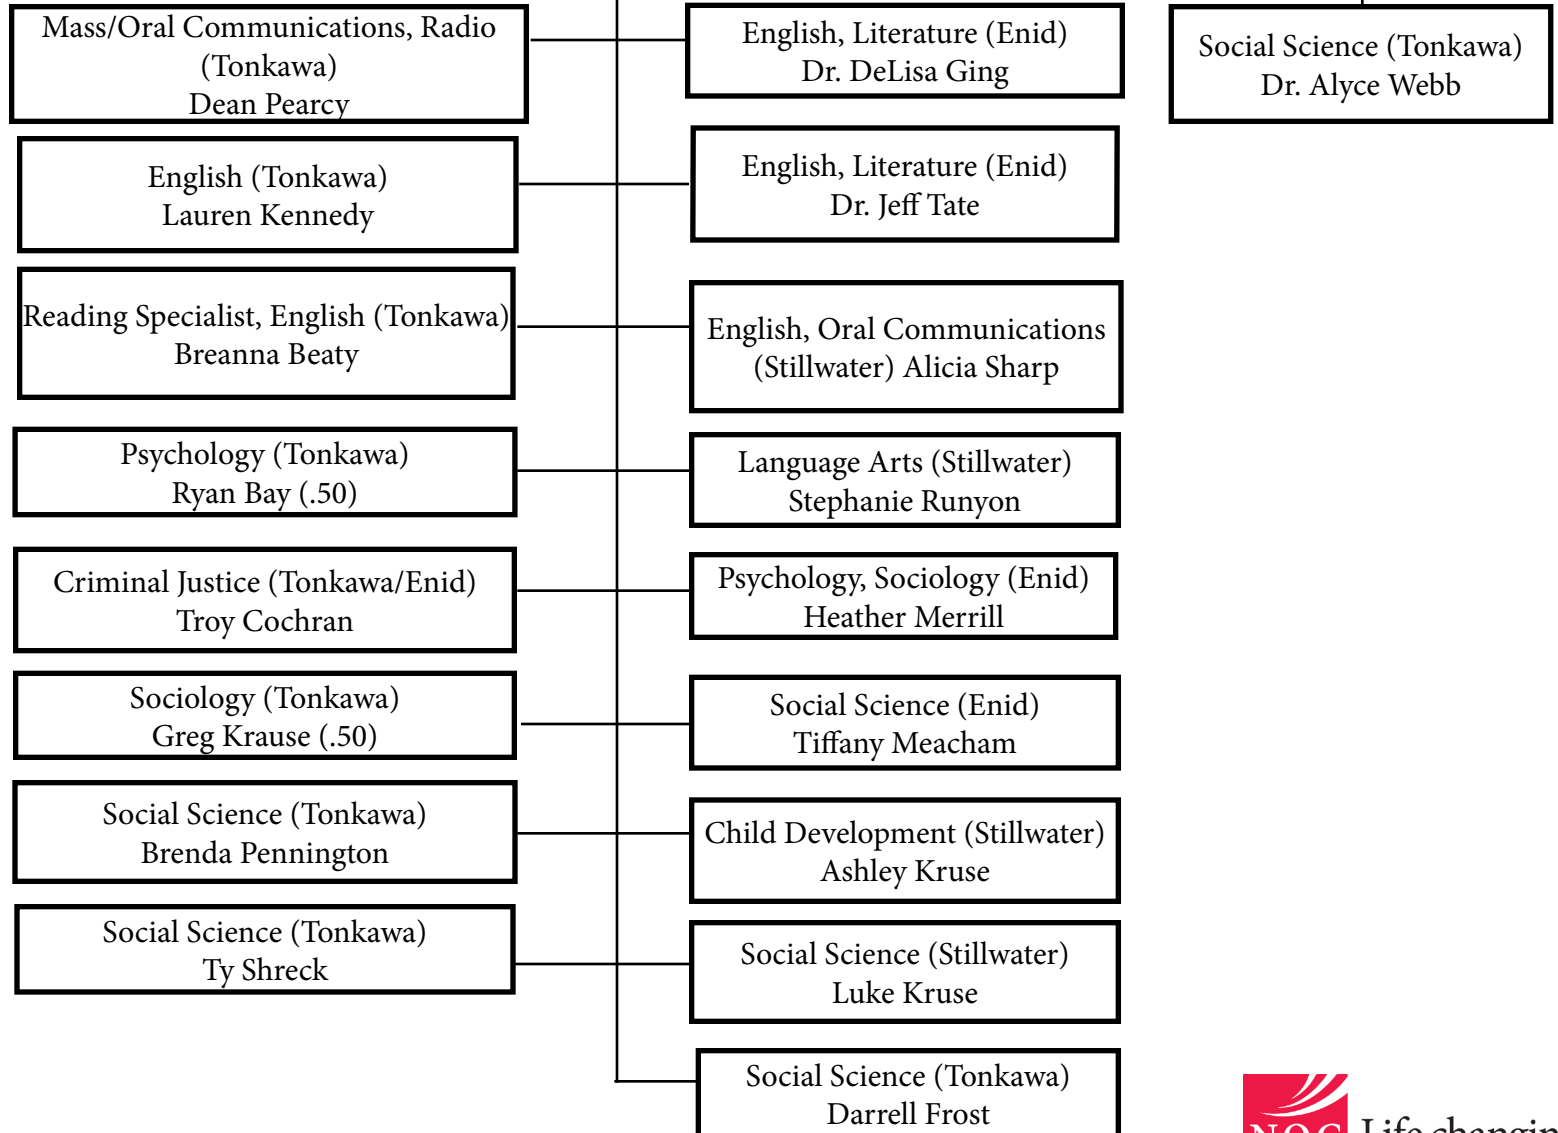 Mass/Oral Communications, Radio
(Tonkawa)
Dean Pearcy
English (Tonkawa)
Lauren Kennedy
Reading Specialist, English (Tonkawa)
Breanna Beaty
Psychology (Tonkawa)
Ryan Bay (.50)
Criminal Justice (Tonkawa/Enid)
Troy Cochran
Sociology (Tonkawa)
Greg Krause (.50)
Social Science (Tonkawa)
Brenda Pennington
Social Science (Tonkawa)
Ty Shreck
English, Literature (Enid)
Dr. DeLisa Ging
English, Literature (Enid)
Dr. Jeff Tate
English, Oral Communications
(Stillwater) Alicia Sharp
Language Arts (Stillwater)
Stephanie Runyon
Psychology, Sociology (Enid)
Heather Merrill
Social Science (Enid)
Tiffany Meacham
Child Development (Stillwater)
Ashley Kruse
Social Science (Stillwater)
Luke Kruse
Social Science (Tonkawa)
Darrell Frost
Social Science (Tonkawa)
Dr. Alyce Webb
NOC Life changin